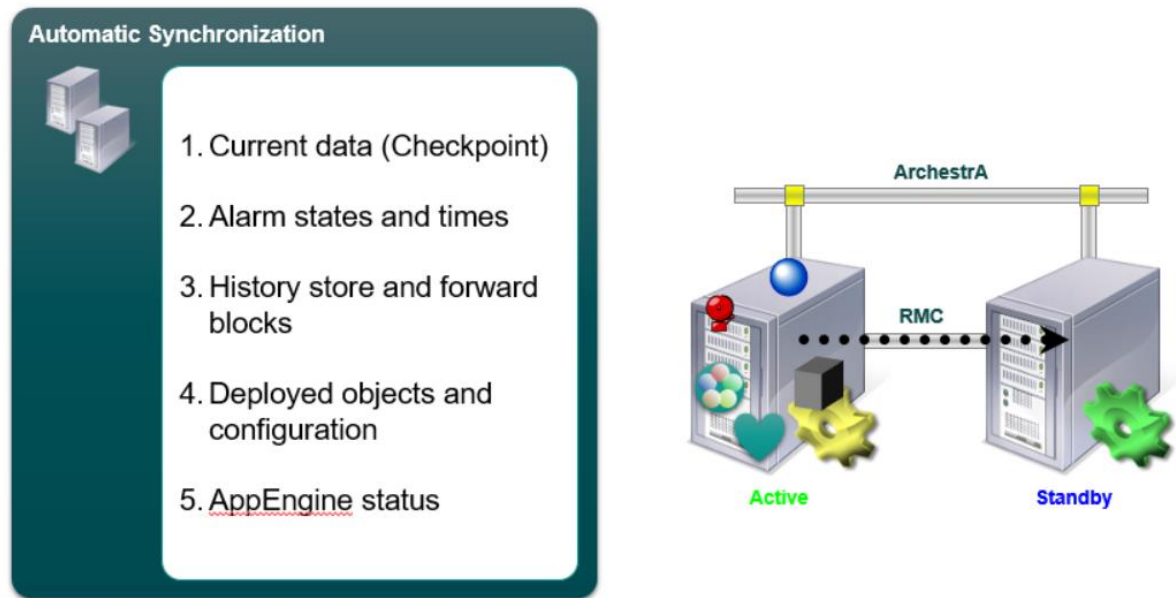 Automatic Synchronization
1. Current data (Checkpoint)
2. Alarm states and times
3. History store and forward
blocks
4. Deployed objects and
configuration
5. AppEngine status
ArchestrA
RMC
Active
Standby